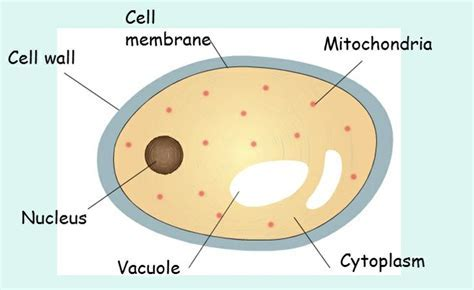 Cell
membrane
Mitochondria
Cell wall
Nucleus
Vacuole
Cytoplasm